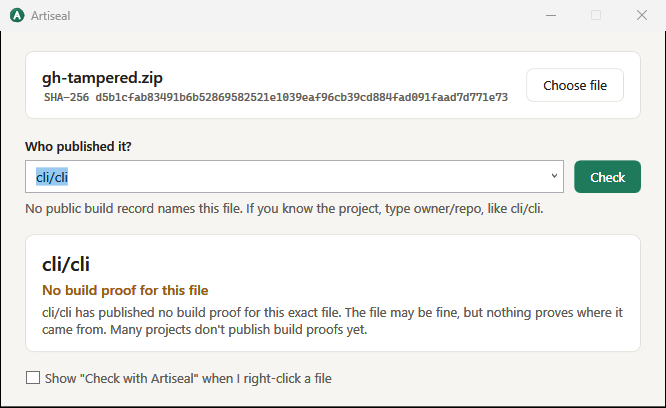 Artiseal
gh-tampered.zip
SHA-256 d5b1cfab83491b6b52869582521e1039eaf96cb39cd884fad091faad7d771e73
Choose file
Who published it?
cli/cli
Check
No public build record names this file. If you know the project, type owner/repo, like cli/cli.
cli/cli
No build proof for this file
cli/cli has published no build proof for this exact file. The file may be fine, but nothing proves where it
came from. Many projects don't publish build proofs yet.
Show "Check with Artiseal" when I right-click a file